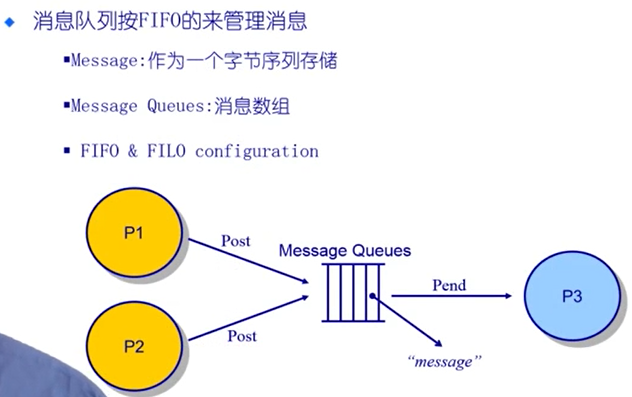 消息队列按FIFO的来管理消息
Message:作为一个字节序列存储
Message Queues:消息数组
FIFO & FILO configuration
P1
Post
Message Queues
Pend
P3
P2
Post
“message”